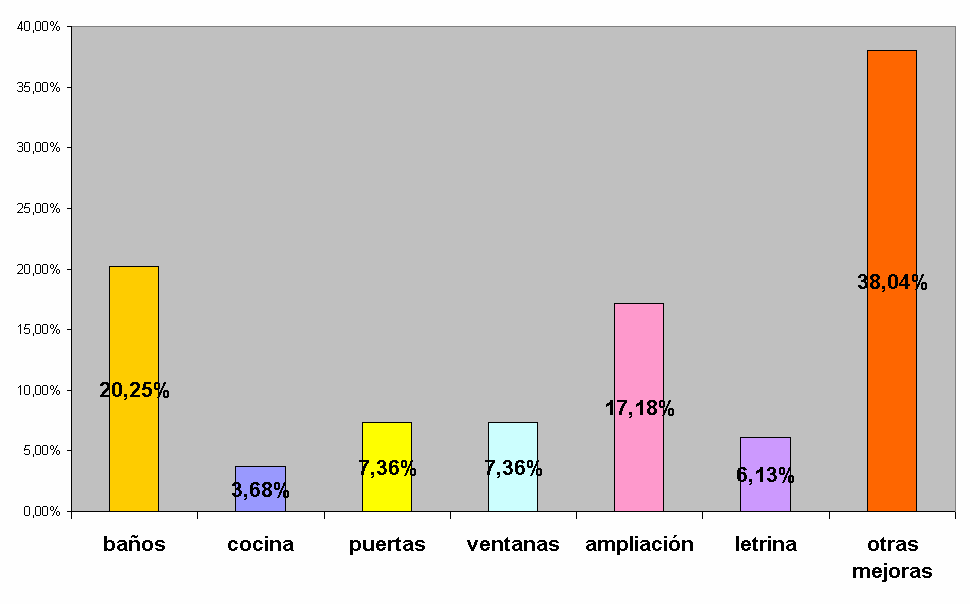 40,00%
35,00%
30,00%
25,00%
20,00%
15,00%
10,00%
5,00%
0,00%
20,25%
3,68%
7,36%
7,36%
17,18%
6,13%
38,04%
baños
cocina
puertas
ventanas
ampliación
letrina
otras
mejoras